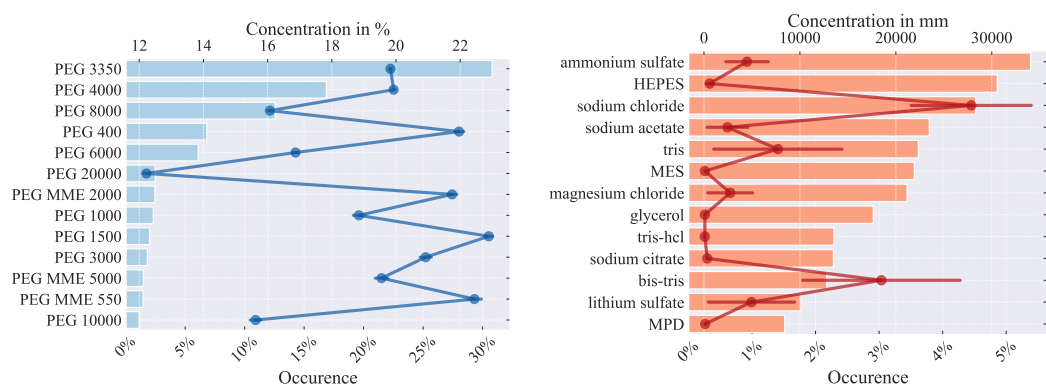 Concentration in %
12 14 16 18 20 22
PEG 3350
PEG 4000
PEG 8000
PEG 400
PEG 6000
PEG 20000
PEG MME 2000
PEG 1000
PEG 1500
PEG 3000
PEG MME 5000
PEG MME 550
PEG 10000
0% 5% 10% 15% 20% 25% 30%
Occurence
Concentration in mm
0 10000 20000 30000
ammonium sulfate
HEPES
sodium chloride
sodium acetate
tris
MES
magnesium chloride
glycerol
tris-hcl
sodium citrate
bis-tris
lithium sulfate
MPD
0% 1% 2% 3% 4% 5%
Occurence